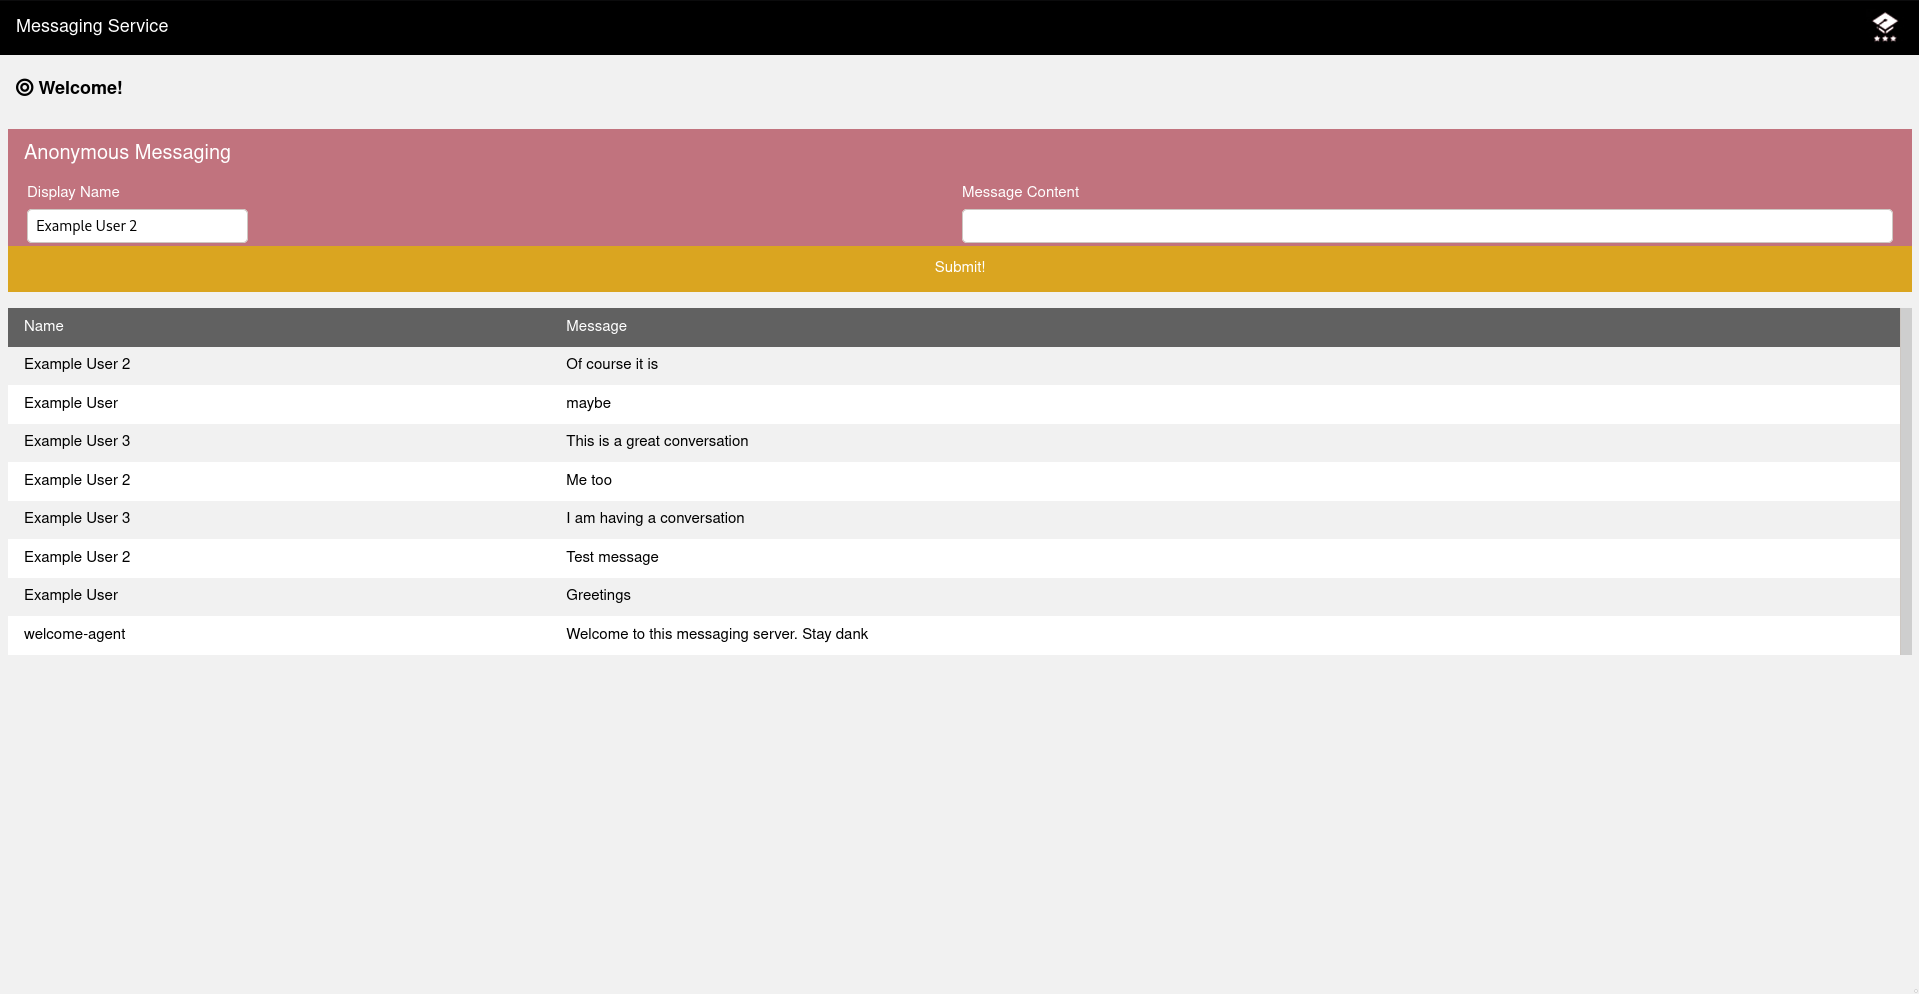 Messaging Service
Welcome!
Anonymous Messaging
Display Name Message Content
Example User 2
Submit!
Name Message
Example User 2 Of course it is
Example User maybe
Example User 3 This is a great conversation
Example User 2 Me too
Example User 3 I am having a conversation
Example User 2 Test message
Example User Greetings
welcome-agent Welcome to this messaging server. Stay dank